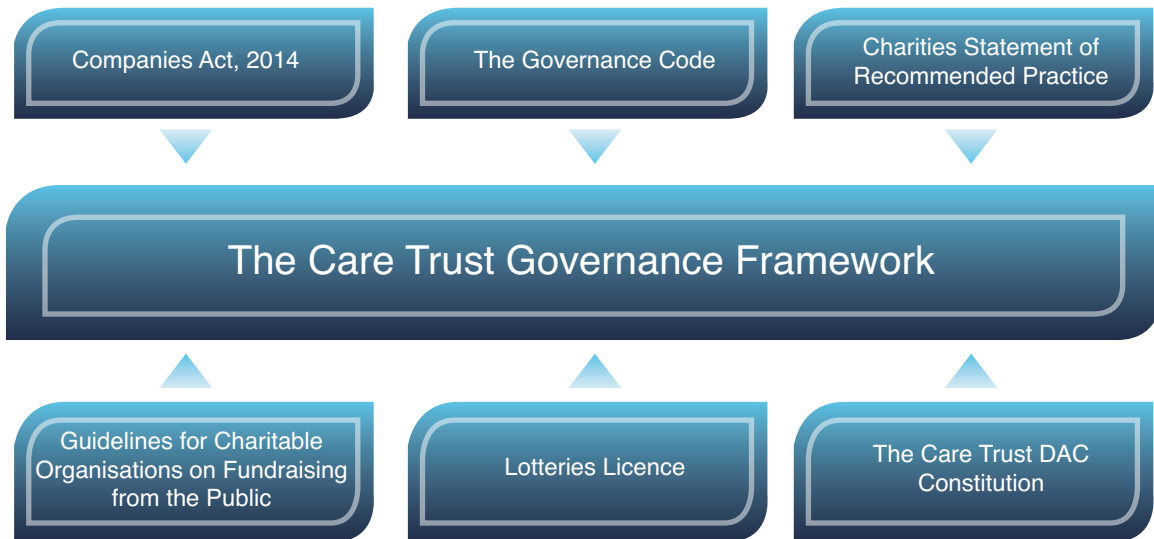 Companies Act, 2014
The Governance Code
Charities Statement of
Recommended Practice
The Care Trust Governance Framework
Guidelines for Charitable
Organisations on Fundraising
from the Public
Lotteries Licence
The Care Trust DAC
Constitution